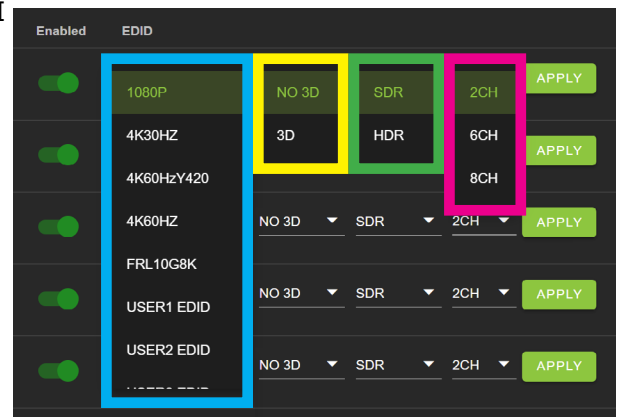 Enabled EDID
1080P NO 3D SDR 2CH APPLY
4K30HZ 3D HDR 6CH APPLY
4K60HzY420 8CH
4K60HZ NO 3D SDR 2CH APPLY
FRL10G8K
NO 3D SDR 2CH APPLY
USER1 EDID
USER2 EDID
NO 3D SDR 2CH APPLY